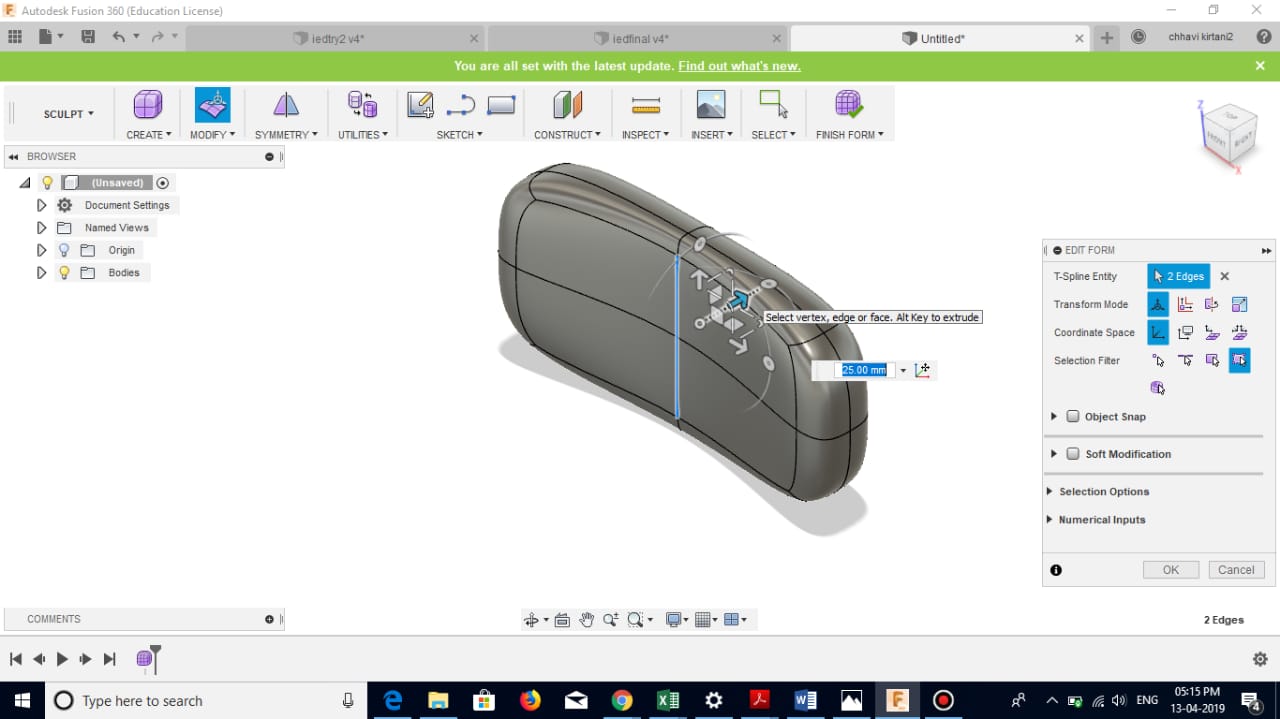 Autodesk Fusion 360 (Education License)
iedtry2 v4*
iedfinal v4*
Untitled*
chhavi kirtani2
You are all set with the latest update. Find out what's new.
SCULPT
CREATE
MODIFY
SYMMETRY
UTILITIES
SKETCH
CONSTRUCT
INSPECT
INSERT
SELECT
FINISH FORM
BROWSER
(Unsaved)
Document Settings
Named Views
Origin
Bodies
Z
TOP
FRONT
RIGHT
X
Select vertex, edge or face. Alt Key to extrude
25.00 mm
EDIT FORM
T-Spline Entity
2 Edges
Transform Mode
Coordinate Space
Selection Filter
Object Snap
Soft Modification
Selection Options
Numerical Inputs
OK
Cancel
COMMENTS
2 Edges
Type here to search
ENG
05:15 PM
13-04-2019
4